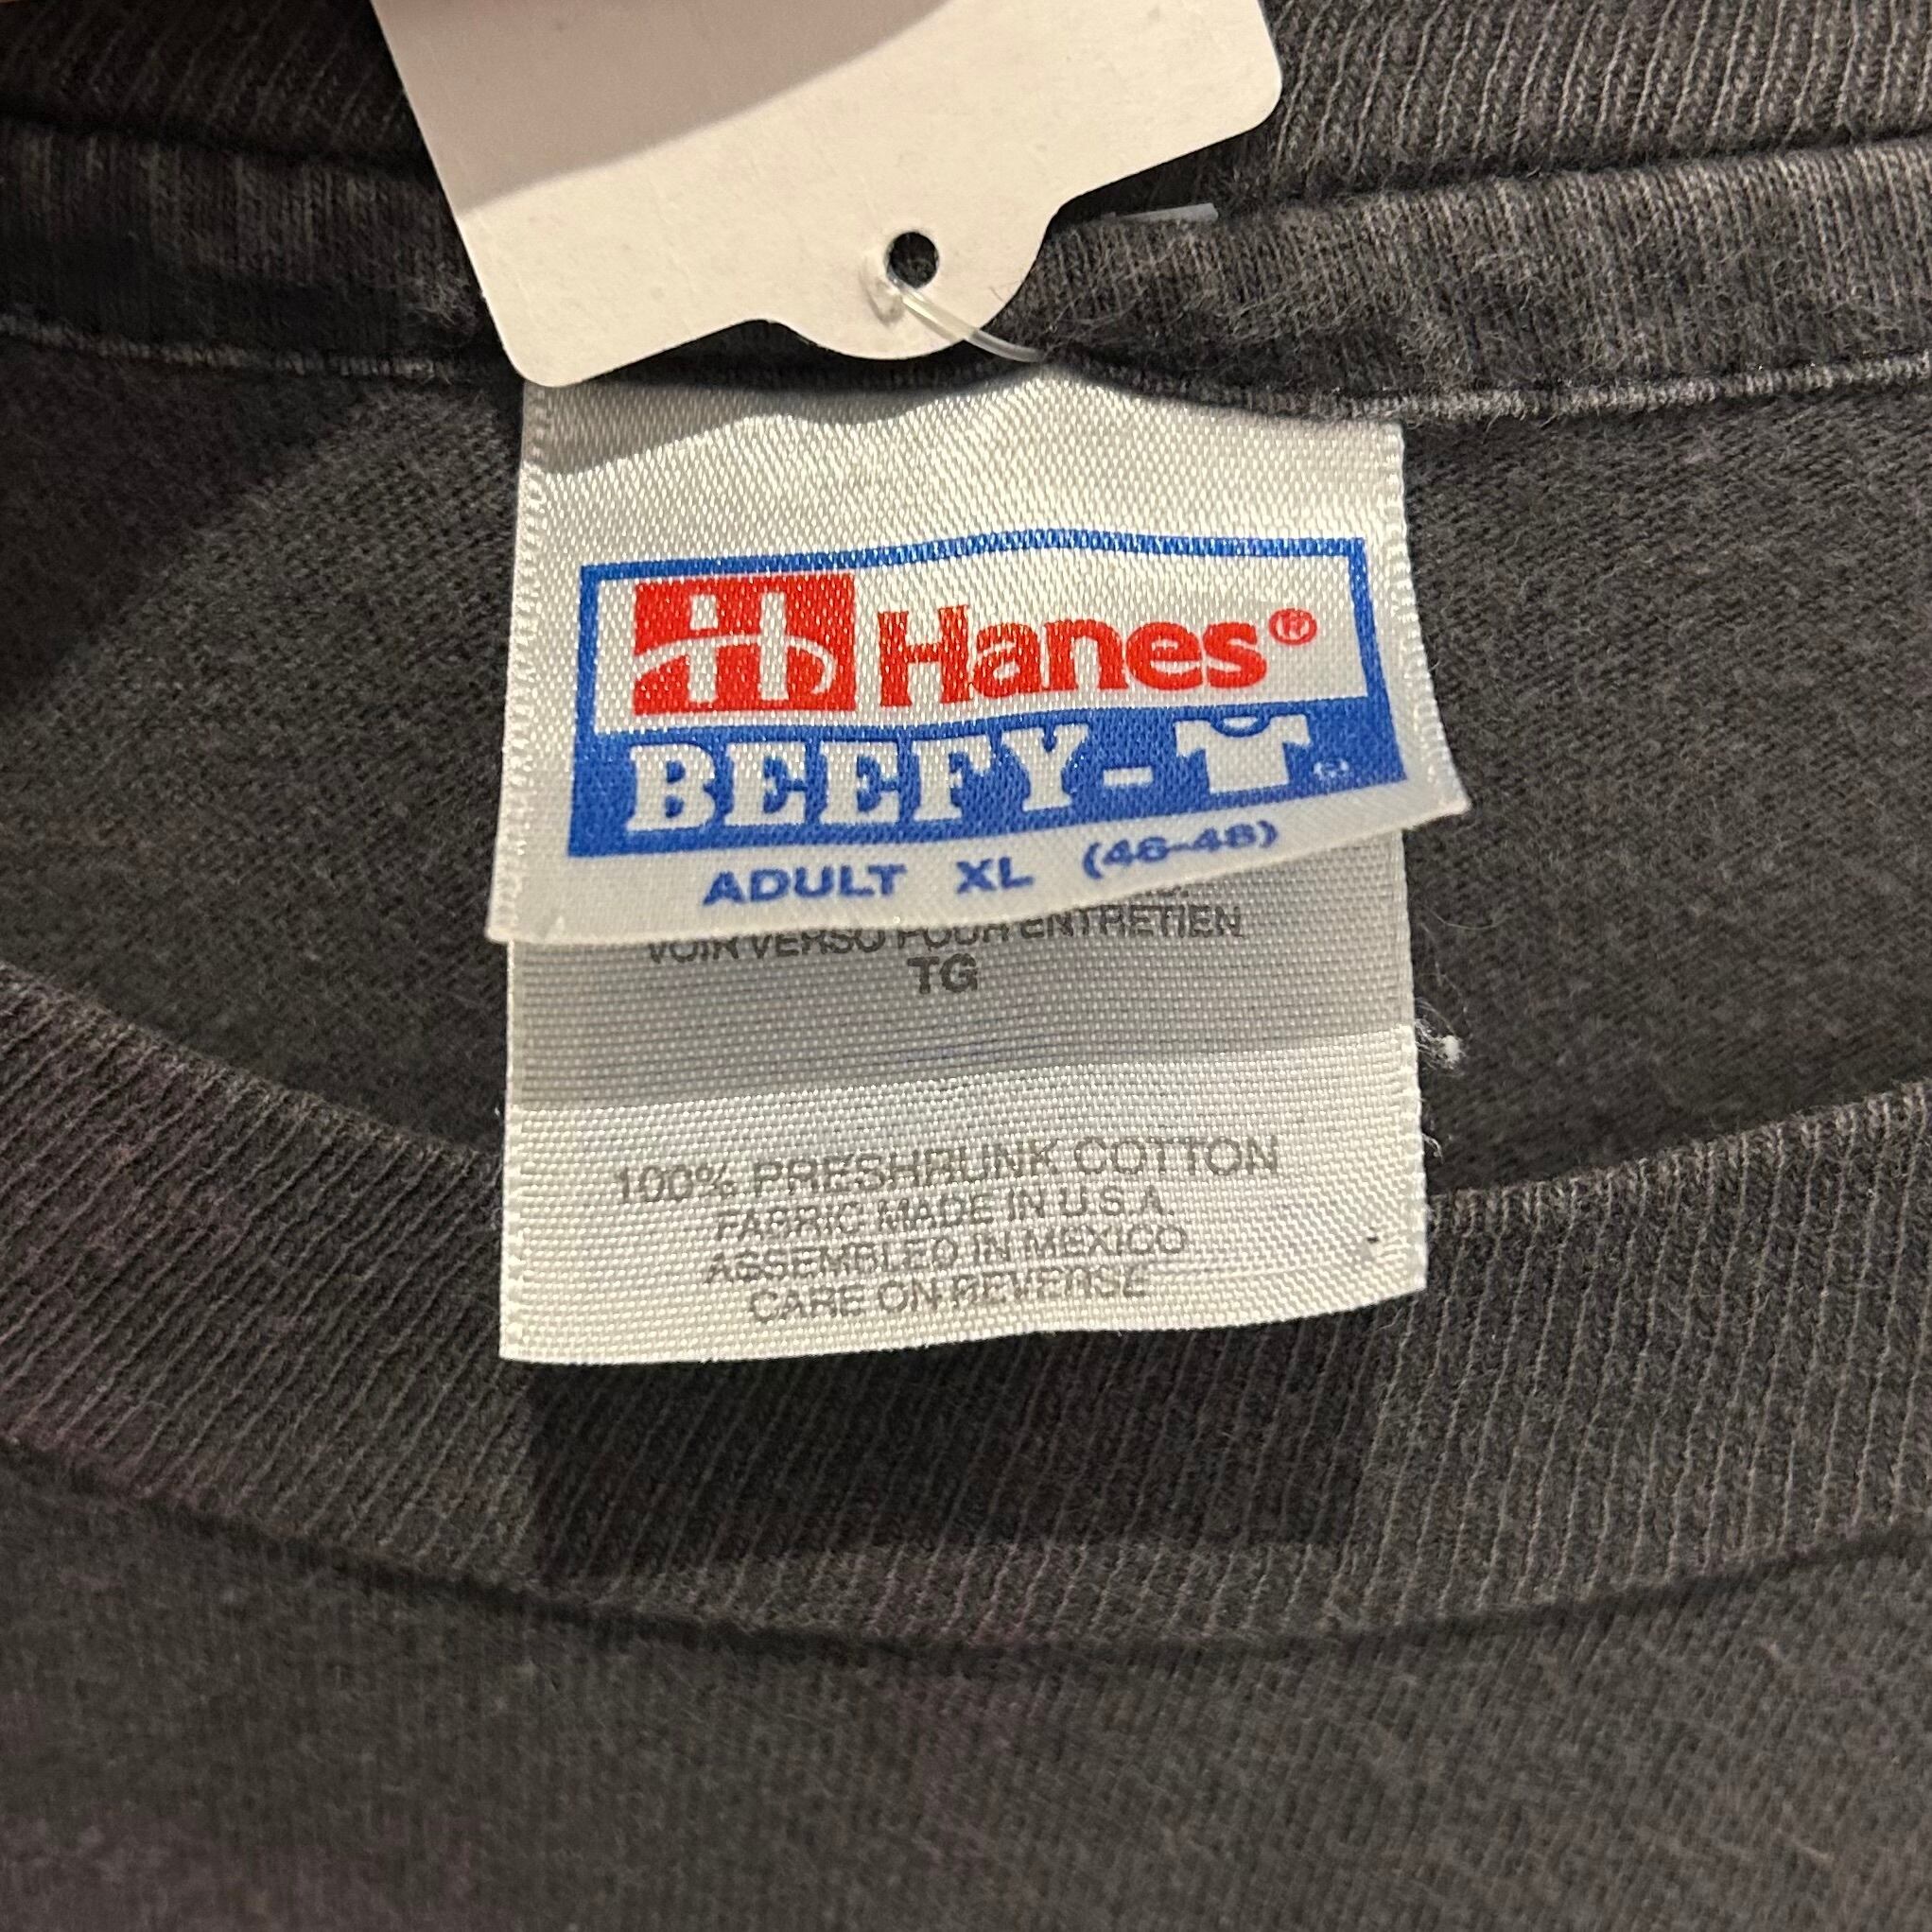 Hanes®
BEEFY-
ADULT XL (46-48)
VOIR VERSO POUR ENTRETIEN
TG
100% PRESHRUNK COTTON
FABRIC MADE IN U.S.A.
ASSEMBLED IN MEXICO
CARE ON REVERSE